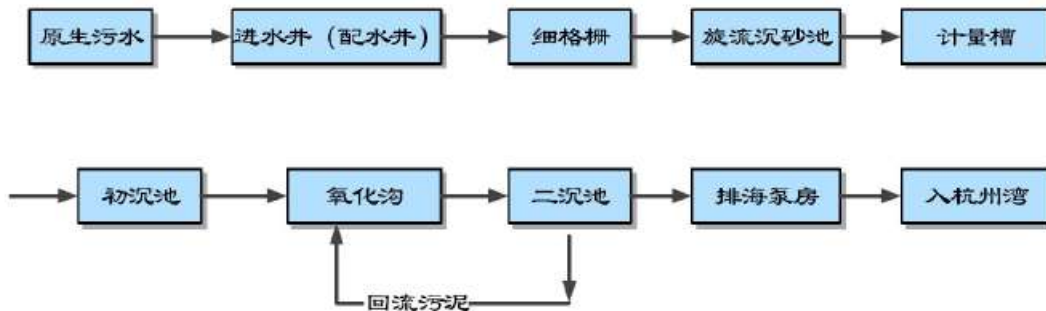 原生污水
进水井（配水井）
细格栅
旋流沉砂池
计量槽
初沉池
氧化沟
二沉池
排海泵房
入杭州湾
回流污泥